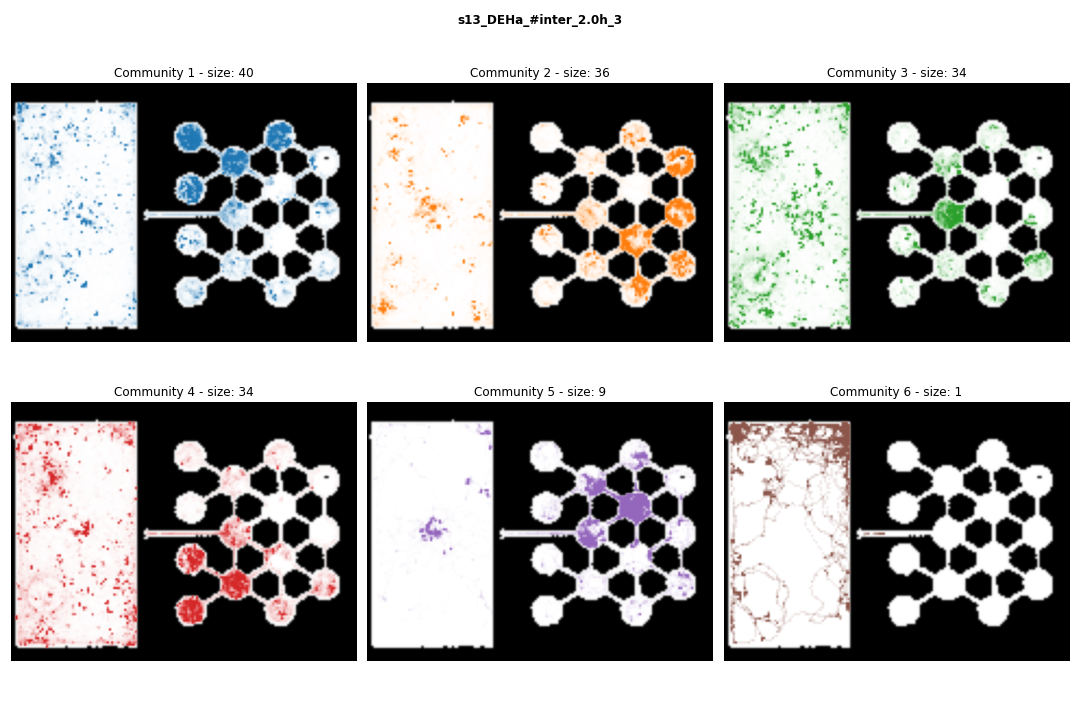 s13_DEHa_#inter_2.0h_3
Community 1 - size: 40
Community 2 - size: 36
Community 3 - size: 34
Community 4 - size: 34
Community 5 - size: 9
Community 6 - size: 1